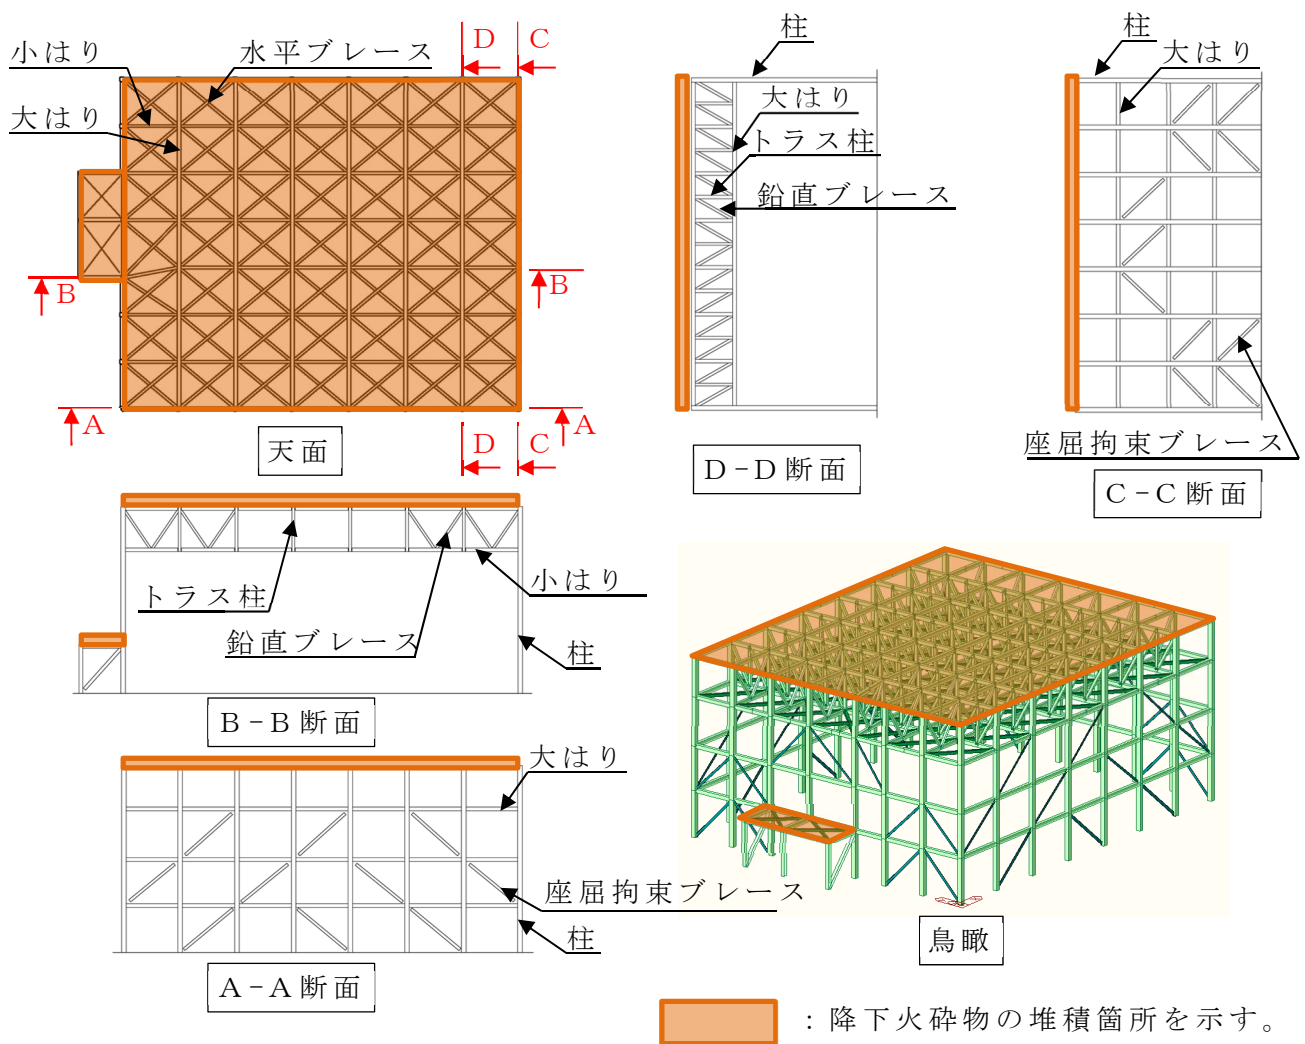 小はり
水平ブレース
大はり
D
C
B
B
A
A
D
C
天面
柱
大はり
トラス柱
鉛直ブレース
D-D断面
柱
大はり
座屈拘束ブレース
C-C断面
トラス柱
鉛直ブレース
小はり
柱
B-B断面
大はり
座屈拘束ブレース
柱
A-A断面
鳥瞰
：降下火砕物の堆積箇所を示す。